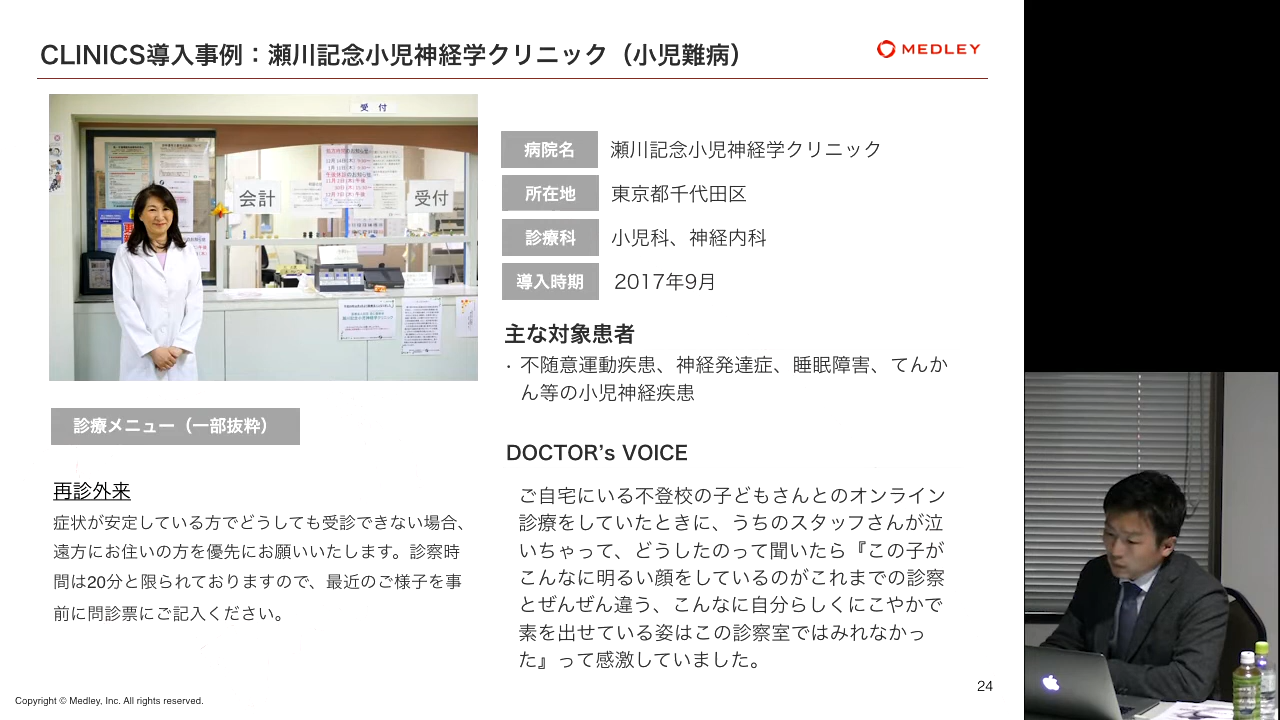 CLINICS導入事例：瀬川記念小児神経学クリニック（小児難病）
MEDLEY
受付
会計
受付
病院名
瀬川記念小児神経学クリニック
所在地
東京都千代田区
診療科
小児科、神経内科
導入時期
2017年9月
主な対象患者
・不随意運動疾患、神経発達症、睡眠障害、てんか
ん等の小児神経疾患
診療メニュー（一部抜粋）
再診外来
症状が安定している方でどうしても受診できない場合、
遠方にお住いの方を優先にお願いいたします。診察時
間は20分と限られておりますので、最近のご様子を事
前に問診票にご記入ください。
DOCTOR’s VOICE
ご自宅にいる不登校の子どもさんとのオンライン
診療をしていたときに、うちのスタッフさんが泣
いちゃって、どうしたのって聞いたら『この子が
こんなに明るい顔をしているのがこれまでの診察
とぜんぜん違う、こんなに自分らしくにこやかで
素を出せている姿はこの診察室ではみれなかっ
た』って感激していました。
24
Copyright © Medley, Inc. All rights reserved.